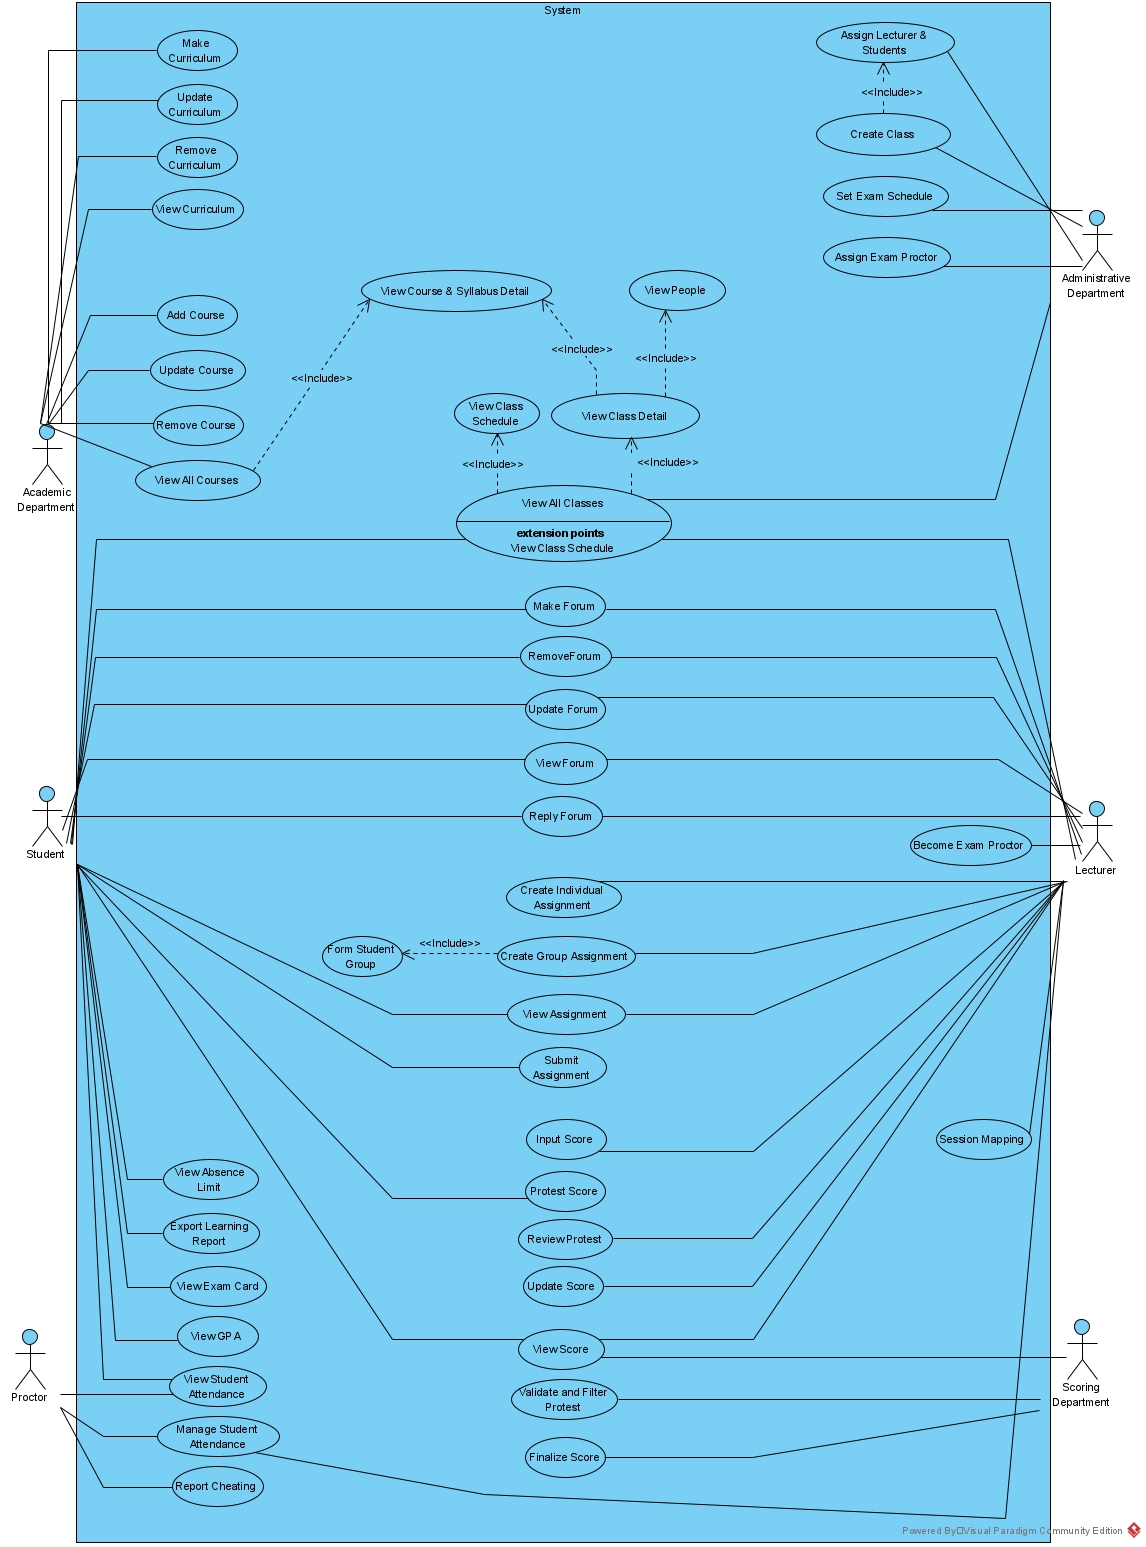 System
Make
Curriculum
Update
Curriculum
Remove
Curriculum
View Curriculum
Assign Lecturer &
Students
<<Include>>
Create Class
Set Exam Schedule
Assign Exam Proctor
Administrative
Department
View Course & Syllabus Detail
View People
Add Course
Update Course
Remove Course
View All Courses
Academic
Department
<<Include>>
<<Include>>
<<Include>>
View Class
Schedule
View Class Detail
<<Include>>
<<Include>>
View All Classes
extension points
View Class Schedule
Make Forum
RemoveForum
Update Forum
View Forum
Reply Forum
Student
Become Exam Proctor
Lecturer
Create Individual
Assignment
Form Student
Group
<<Include>>
Create Group Assignment
View Assignment
Submit
Assignment
Input Score
Session Mapping
Protest Score
Review Protest
Update Score
View Score
Validate and Filter
Protest
Finalize Score
Scoring
Department
View Absence
Limit
Export Learning
Report
View Exam Card
View GPA
View Student
Attendance
Manage Student
Attendance
Report Cheating
Proctor
Powered By□Visual Paradigm Community Edition